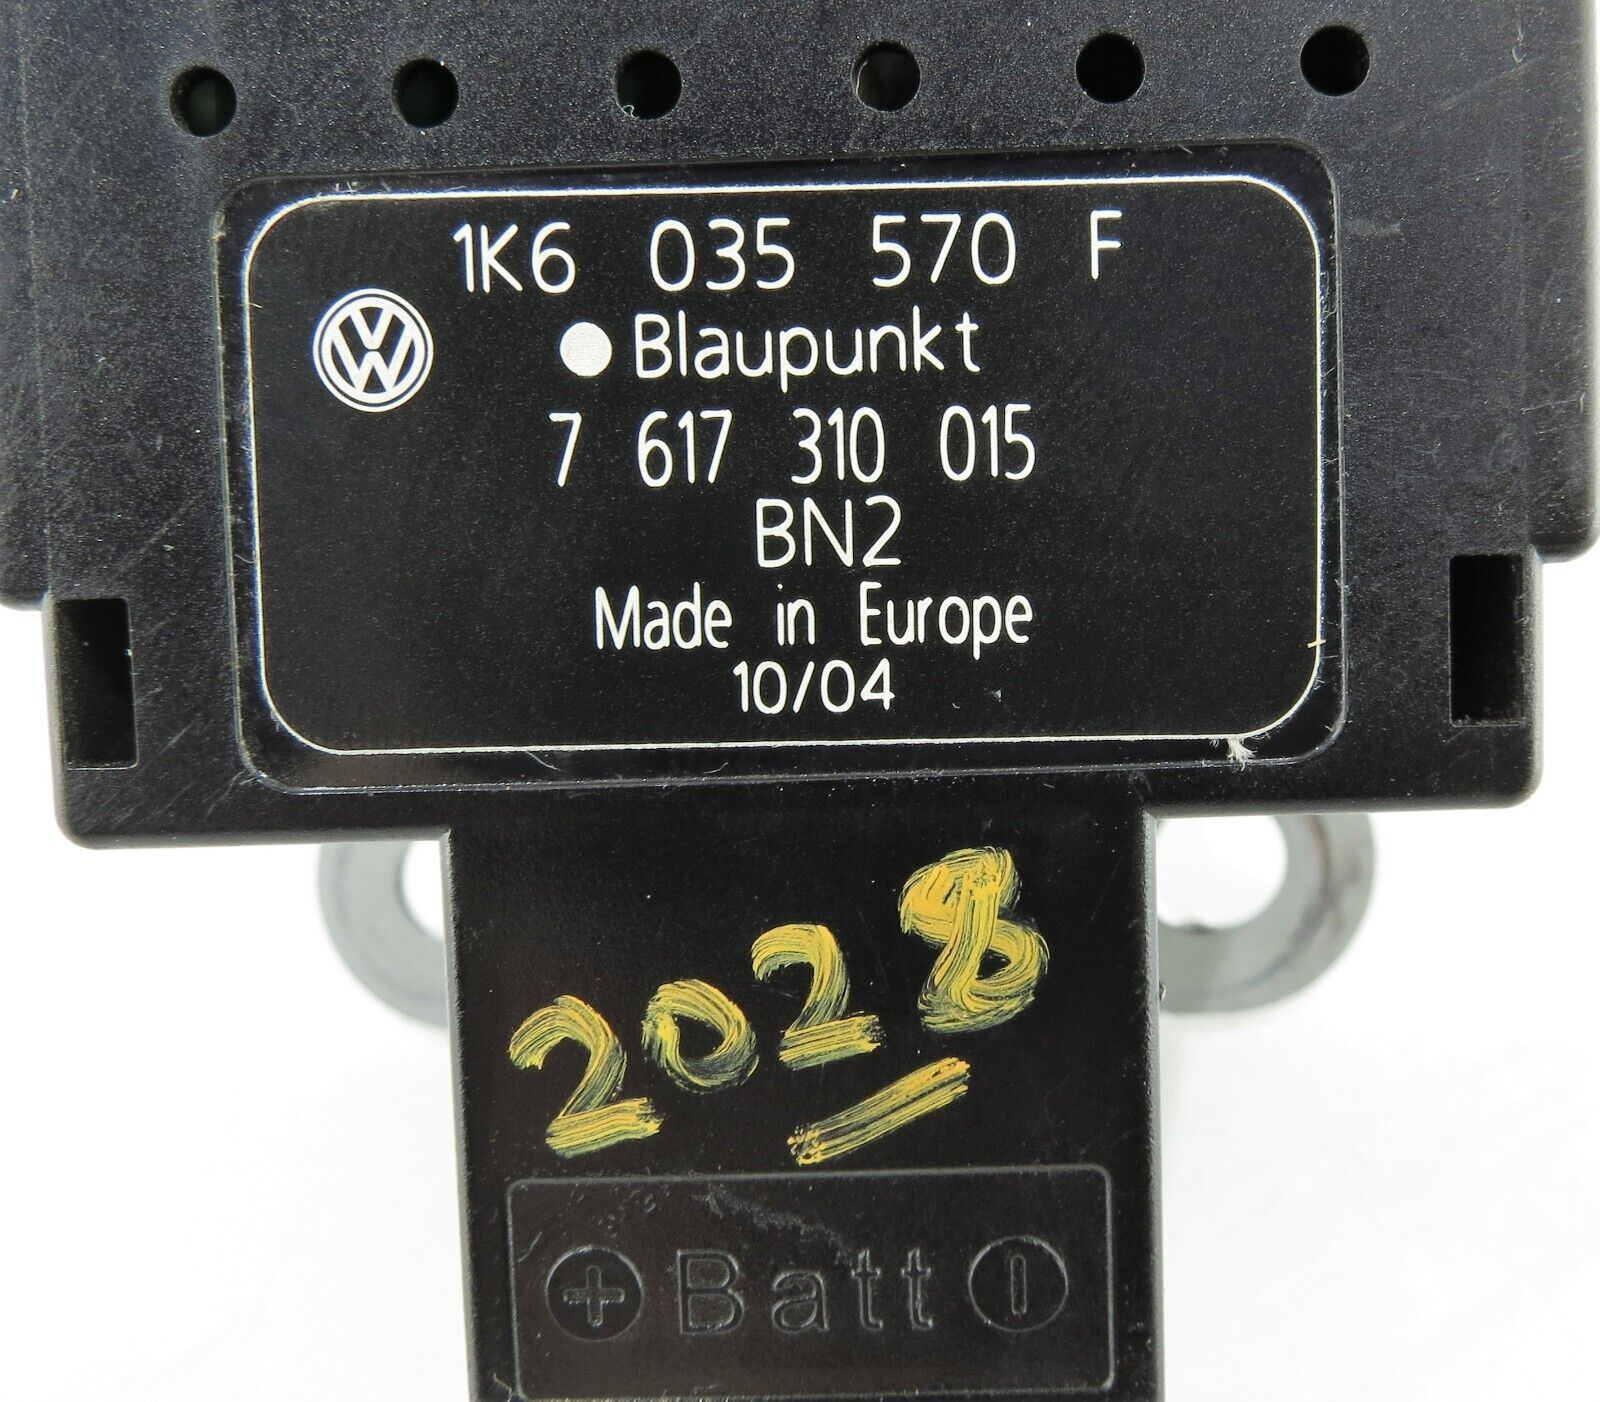 1K6 035 570 F
Blaupunkt
7 617 310 015
BN2
Made in Europe
10/04
2028
+ Batt -